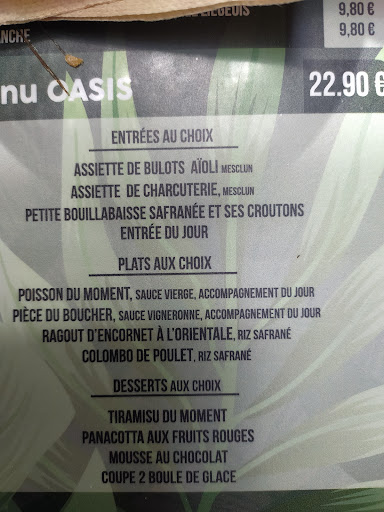 LIEGEOIS
9,80 €
ANCHE
9,80 €
nu OASIS
22.90 €
ENTRÉES AU CHOIX
ASSIETTE DE BULOTS AÏOLI MESCLUN
ASSIETTE DE CHARCUTERIE, MESCLUN
PETITE BOUILLABAISSE SAFRANÉE ET SES CROUTONS
ENTRÉE DU JOUR
PLATS AUX CHOIX
POISSON DU MOMENT, SAUCE VIERGE, ACCOMPAGNEMENT DU JOUR
PIÈCE DU BOUCHER, SAUCE VIGNERONNE, ACCOMPAGNEMENT DU JOUR
RAGOUT D'ENCORNET À L'ORIENTALE, RIZ SAFRANÉ
COLOMBO DE POULET, RIZ SAFRANÉ
DESSERTS AUX CHOIX
TIRAMISU DU MOMENT
PANACOTTA AUX FRUITS ROUGES
MOUSSE AU CHOCOLAT
COUPE 2 BOULE DE GLACE